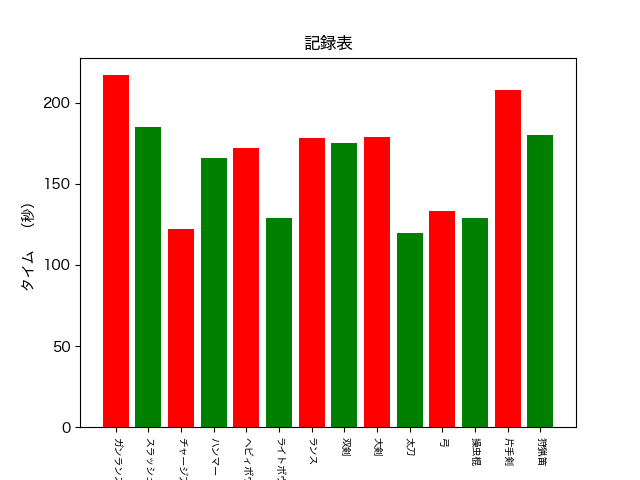 記録表
タイム （秒）
200
150
100
50
0
ガンランス
スラッシュ
チャージ
ハンマー
ヘビィボウ
ライトボウ
ランス
双剣
大剣
太刀
弓
操虫棍
片手剣
狩猟笛